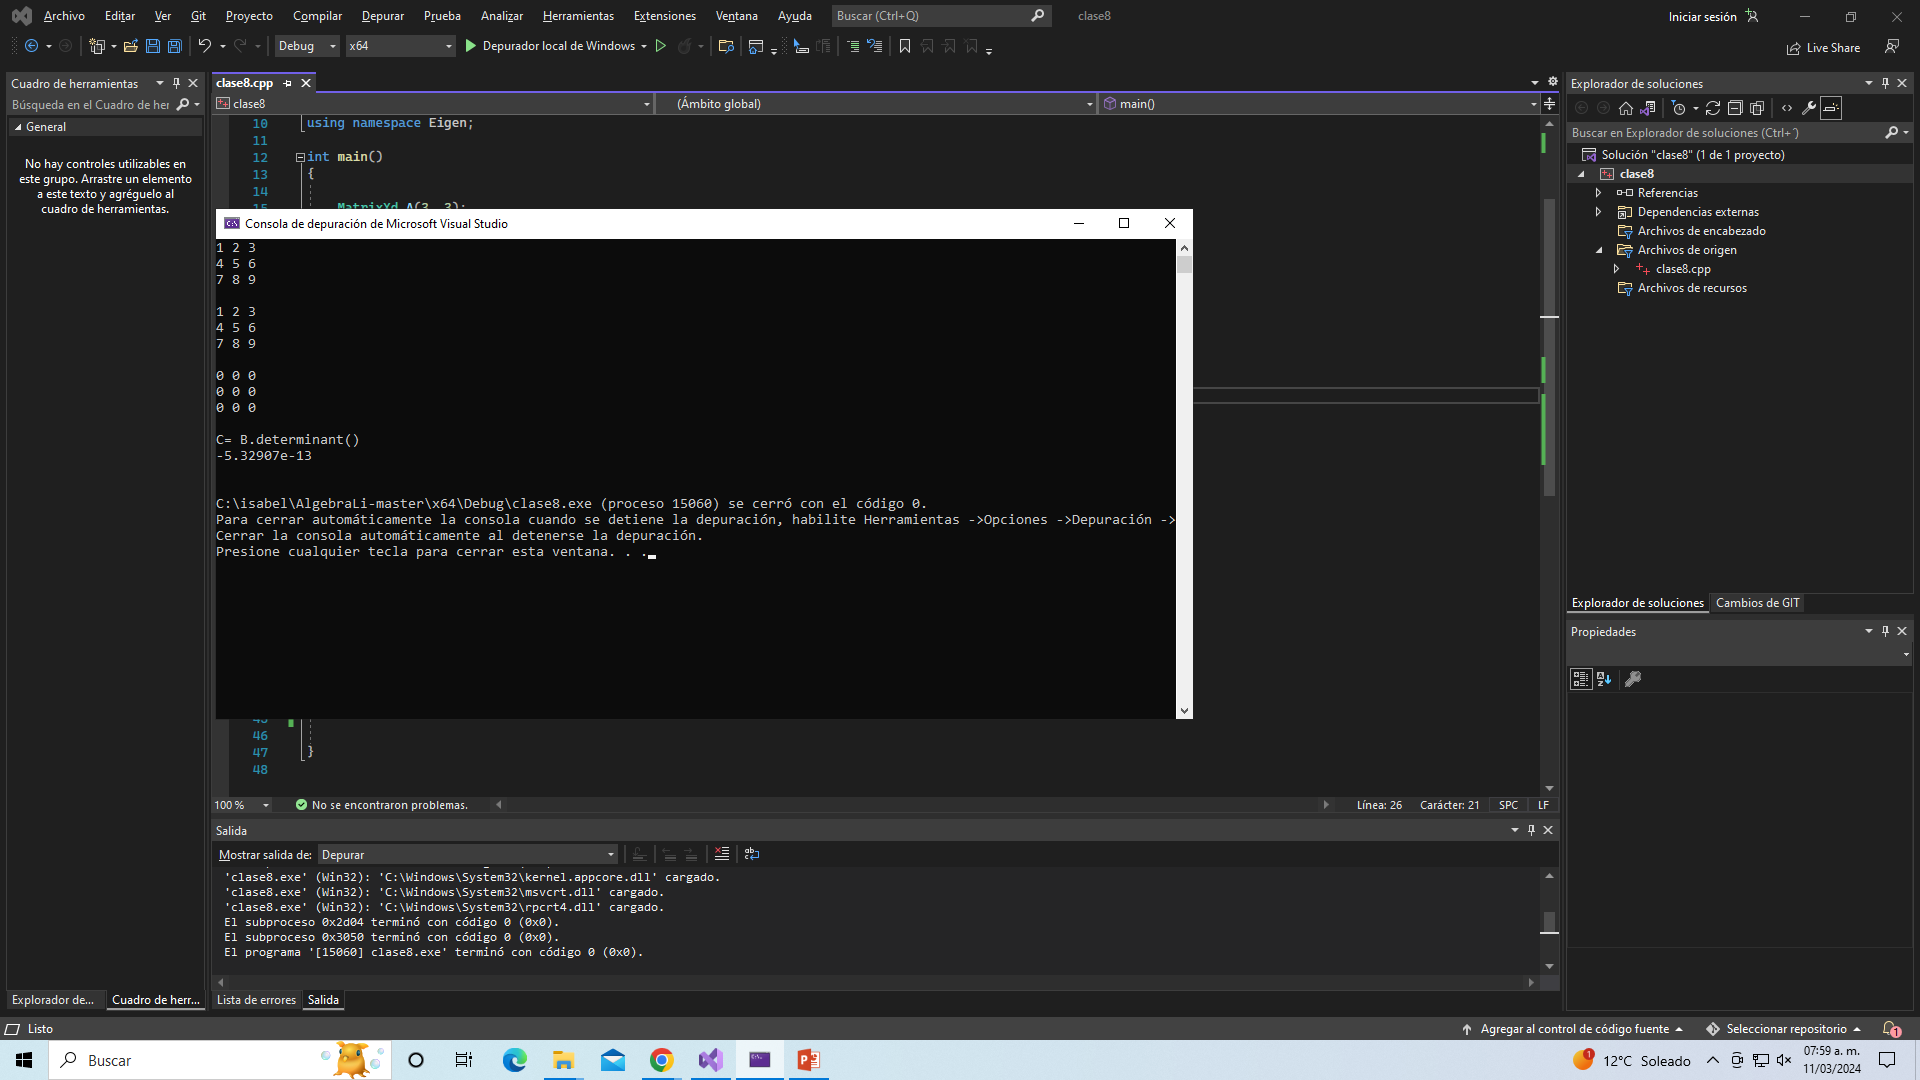 Archivo Editar Ver Git Proyecto Compilar Depurar Prueba Analizar Herramientas Extensiones Ventana Ayuda Buscar (Ctrl+Q) clase8 Iniciar sesión
Debug x64 Depurador local de Windows Live Share
Cuadro de herramientas
Búsqueda en el Cuadro de her
General
No hay controles utilizables en
este grupo. Arrastre un elemento
a este texto y agréguelo al
cuadro de herramientas.
clase8.cpp
clase8 (Ámbito global) main()
10 using namespace Eigen;
11
12 int main()
13 {
14
15 MatrixXd A(3, 3);
Consola de depuración de Microsoft Visual Studio
1 2 3
4 5 6
7 8 9
1 2 3
4 5 6
7 8 9
0 0 0
0 0 0
0 0 0
C= B.determinant()
-5.32907e-13
C:\isabel\AlgebraLi-master\x64\Debug\clase8.exe (proceso 15060) se cerró con el código 0.
Para cerrar automáticamente la consola cuando se detiene la depuración, habilite Herramientas ->Opciones ->Depuración ->
Cerrar la consola automáticamente al detenerse la depuración.
Presione cualquier tecla para cerrar esta ventana. . .
45
46
47 }
48
100 % No se encontraron problemas. Línea: 26 Carácter: 21 SPC LF
Salida
Mostrar salida de: Depurar
'clase8.exe' (Win32): 'C:\Windows\System32\kernel.appcore.dll' cargado.
'clase8.exe' (Win32): 'C:\Windows\System32\msvcrt.dll' cargado.
'clase8.exe' (Win32): 'C:\Windows\System32\rpcrt4.dll' cargado.
El subproceso 0x2d04 terminó con código 0 (0x0).
El subproceso 0x3050 terminó con código 0 (0x0).
El programa '[15060] clase8.exe' terminó con código 0 (0x0).
Explorador de... Cuadro de herr... Lista de errores Salida
Explorador de soluciones
Buscar en Explorador de soluciones (Ctrl+´)
Solución "clase8" (1 de 1 proyecto)
clase8
Referencias
Dependencias externas
Archivos de encabezado
Archivos de origen
clase8.cpp
Archivos de recursos
Explorador de soluciones Cambios de GIT
Propiedades
Listo Agregar al control de código fuente Seleccionar repositorio 1
Buscar 1 12°C Soleado 07:59 a. m.
11/03/2024